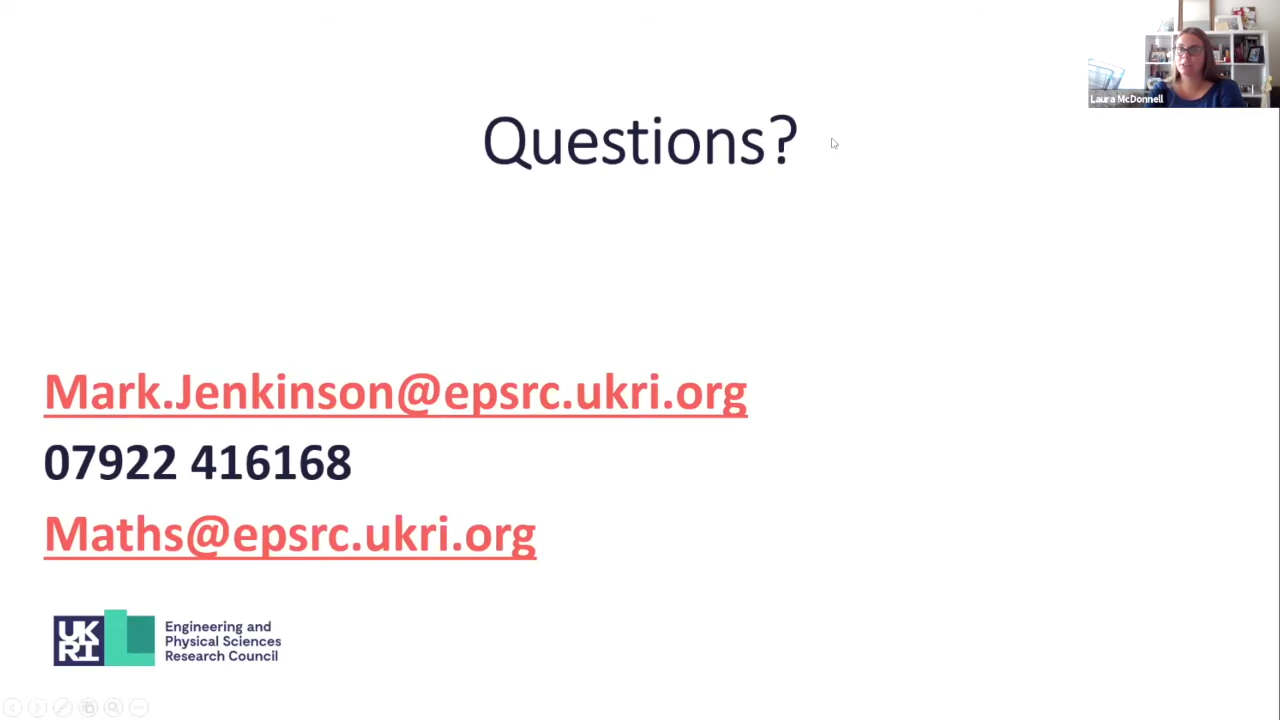 Laura McDonnell
Questions?
Mark.Jenkinson@epsrc.ukri.org
07922 416168
Maths@epsrc.ukri.org
UK
RI
Engineering and
Physical Sciences
Research Council